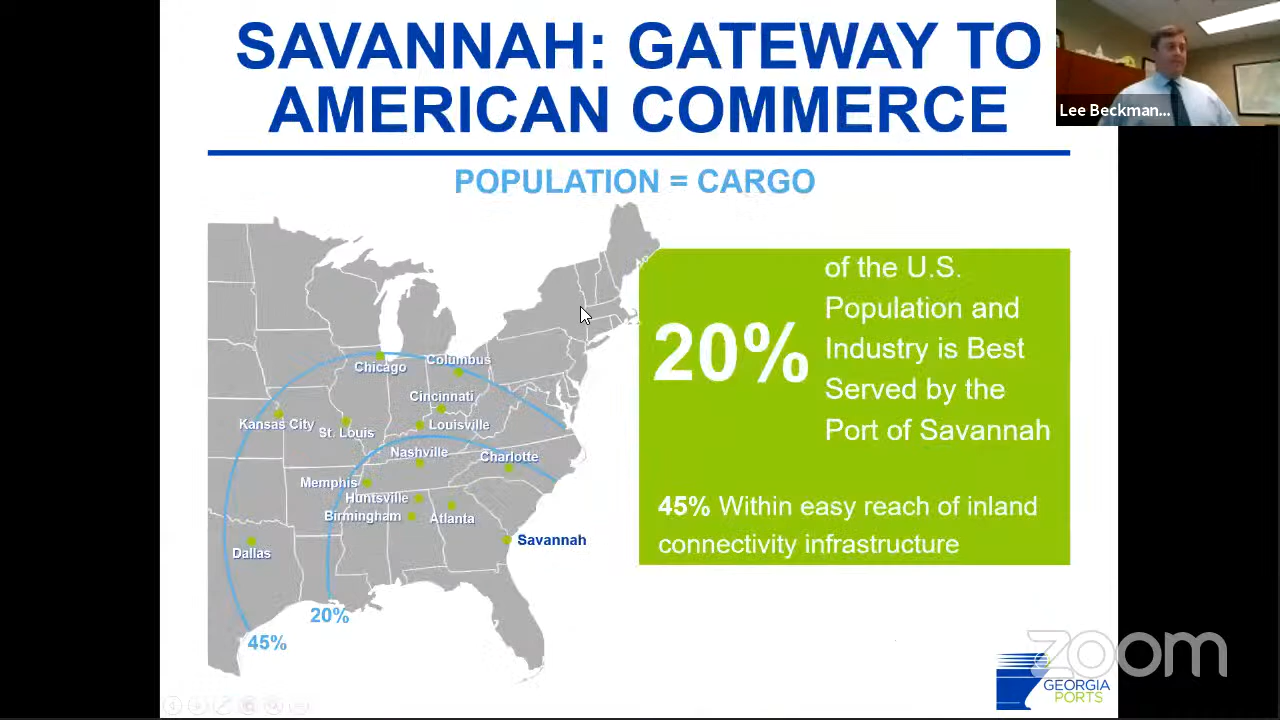 SAVANNAH: GATEWAY TO
AMERICAN COMMERCE
Lee Beckman...
POPULATION = CARGO
20%
of the U.S.
Population and
Industry is Best
Served by the
Port of Savannah
45% Within easy reach of inland
connectivity infrastructure
Chicago
Columbus
Cincinnati
Kansas City
St. Louis
Louisville
Nashville
Charlotte
Memphis
Huntsville
Birmingham
Atlanta
Savannah
Dallas
20%
45%
zoom
GEORGIA
PORTS